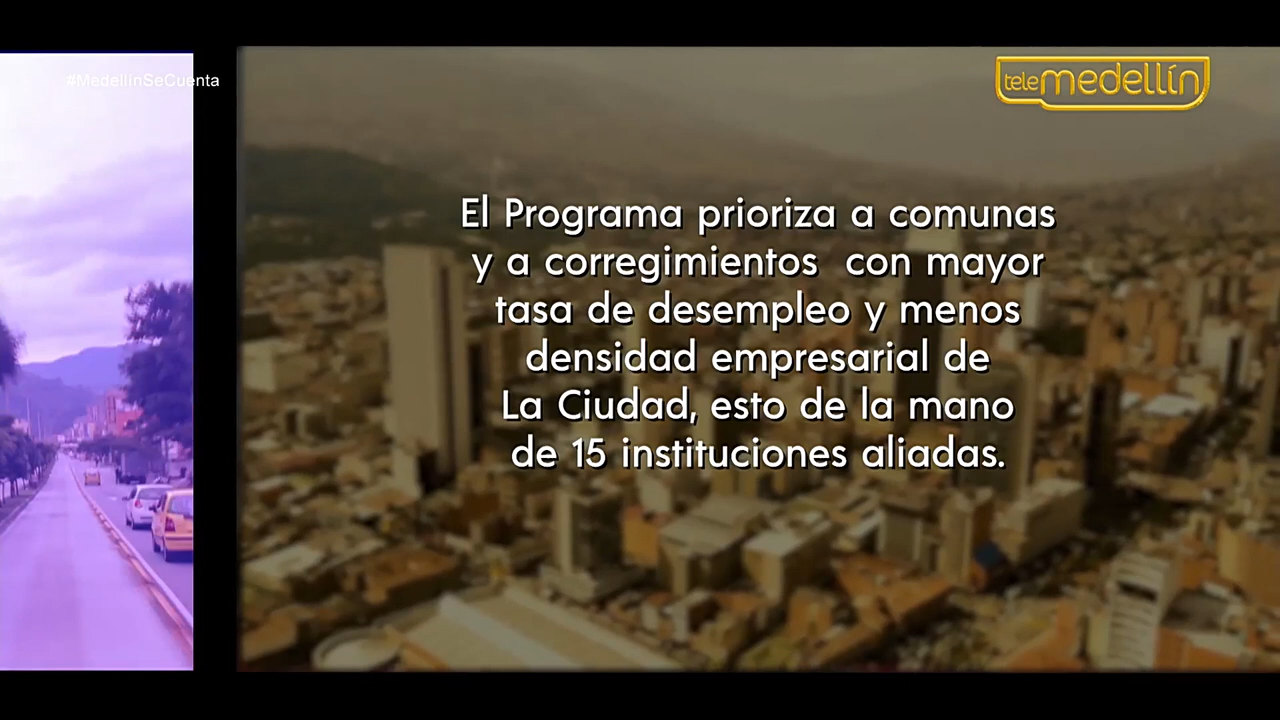 #MedellínSeCuenta
telemedellín
El Programa prioriza a comunas
y a corregimientos con mayor
tasa de desempleo y menos
densidad empresarial de
La Ciudad, esto de la mano
de 15 instituciones aliadas.